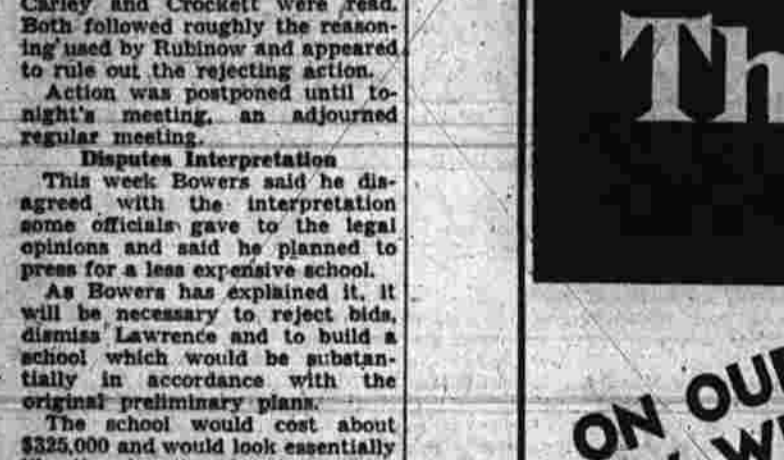 Carley and Crockett were read.
Both followed roughly the reason-
ing used by Rubinow and appeared
to rule out the rejecting action.
Action was postponed until to-
night's meeting, an adjourned
regular meeting.
Disputes Interpretation
This week Bowers said he dis-
agreed with the interpretation
some officials gave to the legal
opinions and said he planned to
press for a less expensive school.
As Bowers has explained it, it
will be necessary to reject bids,
dismiss Lawrence and to build a
school which would be substan-
tially in accordance with the
original preliminary plans.
The school would cost about
$325,000 and would look essentially
Th
ON OUR